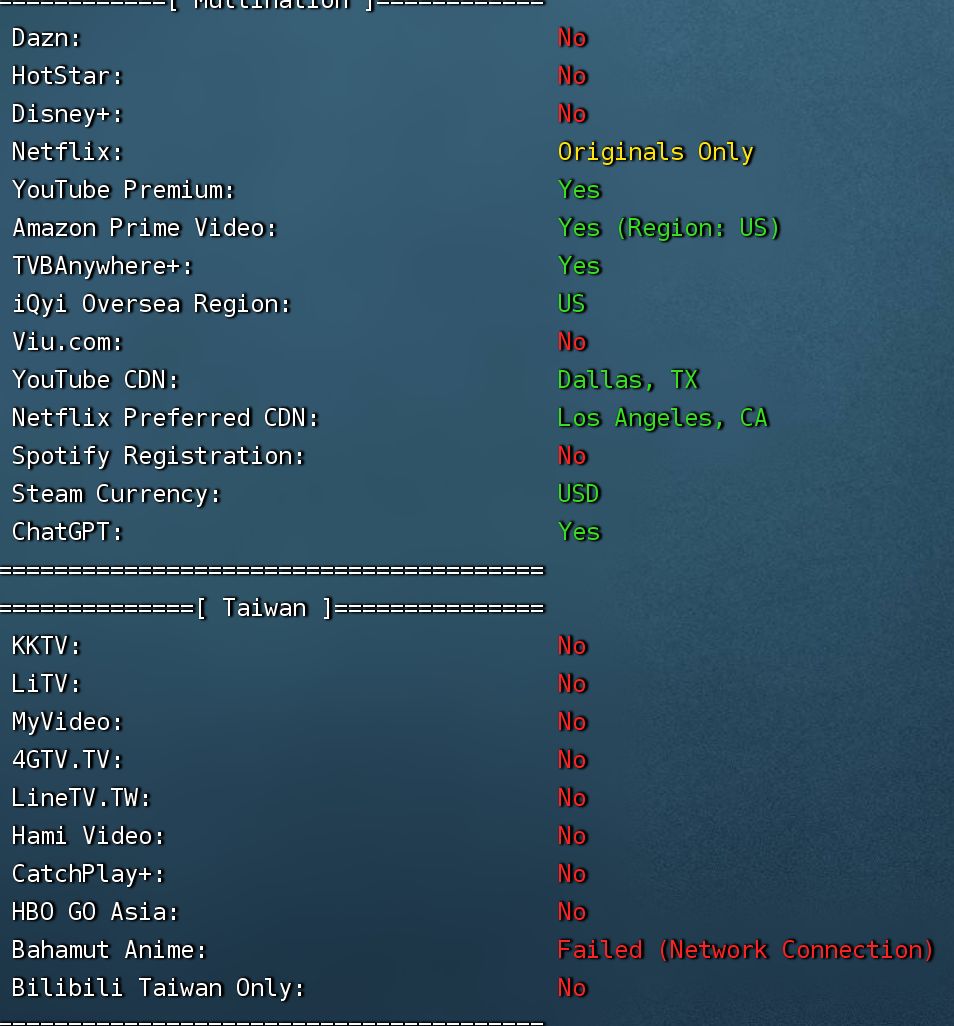 ============[ Multination ]============
Dazn: No
HotStar: No
Disney+: No
Netflix: Originals Only
YouTube Premium: Yes
Amazon Prime Video: Yes (Region: US)
TVBAnywhere+: Yes
iQyi Oversea Region: US
Viu.com: No
YouTube CDN: Dallas, TX
Netflix Preferred CDN: Los Angeles, CA
Spotify Registration: No
Steam Currency: USD
ChatGPT: Yes
=======================================
==============[ Taiwan ]===============
KKTV: No
LiTV: No
MyVideo: No
4GTV.TV: No
LineTV.TW: No
Hami Video: No
CatchPlay+: No
HBO GO Asia: No
Bahamut Anime: Failed (Network Connection)
Bilibili Taiwan Only: No
=======================================